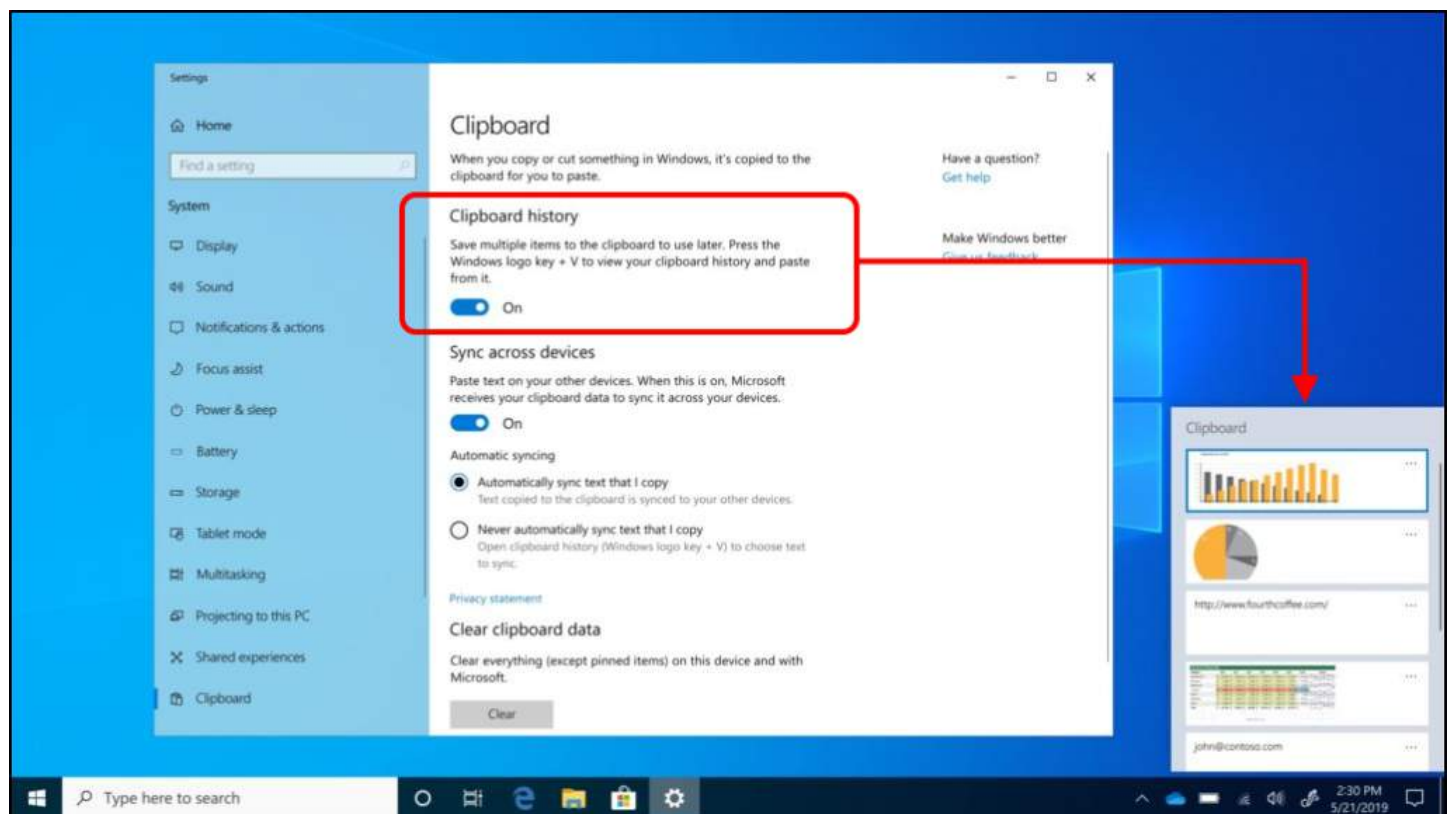 Settings
Home
Find a setting
System
Display
Sound
Notifications & actions
Focus assist
Power & sleep
Battery
Storage
Tablet mode
Multitasking
Projecting to this PC
Shared experiences
Clipboard
Clipboard
When you copy or cut something in Windows, it's copied to the
clipboard for you to paste.
Clipboard history
Save multiple items to the clipboard to use later. Press the
Windows logo key + V to view your clipboard history and paste
from it.
On
Sync across devices
Paste text on your other devices. When this is on, Microsoft
receives your clipboard data to sync it across your devices.
On
Automatic syncing
Automatically sync text that I copy
Text copied to the clipboard is synced to your other devices.
Never automatically sync text that I copy
Open clipboard history (Windows logo key + V) to choose text
to sync.
Privacy statement
Clear clipboard data
Clear everything (except pinned items) on this device and with
Microsoft.
Clear
Have a question?
Get help
Make Windows better
Give us feedback
Clipboard
http://www.fourthcoffee.com/
john@contoso.com
Type here to search
2:30 PM
5/21/2019